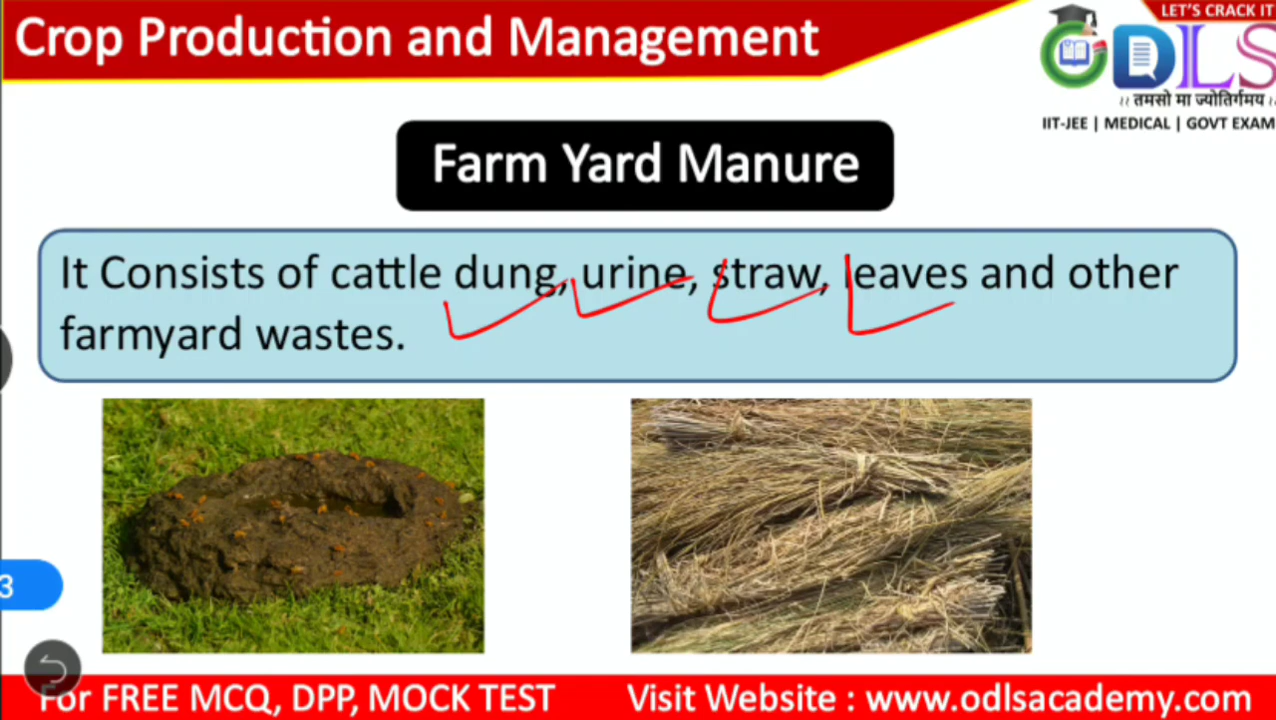 LET'S CRACK IT
Crop Production and Management
ODLS
।। तमसो मा ज्योतिर्गमय ।।
IIT-JEE | MEDICAL | GOVT EXAM
Farm Yard Manure
It Consists of cattle dung, urine, straw, leaves and other
farmyard wastes.
3
For FREE MCQ, DPP, MOCK TEST Visit Website : www.odlsacademy.com